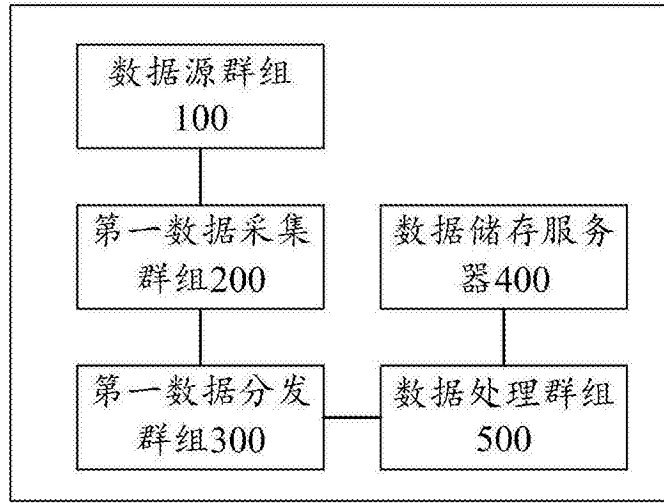 数据源群组
100
第一数据采集
群组200
数据储存服务
器400
第一数据分发
群组300
数据处理群组
500